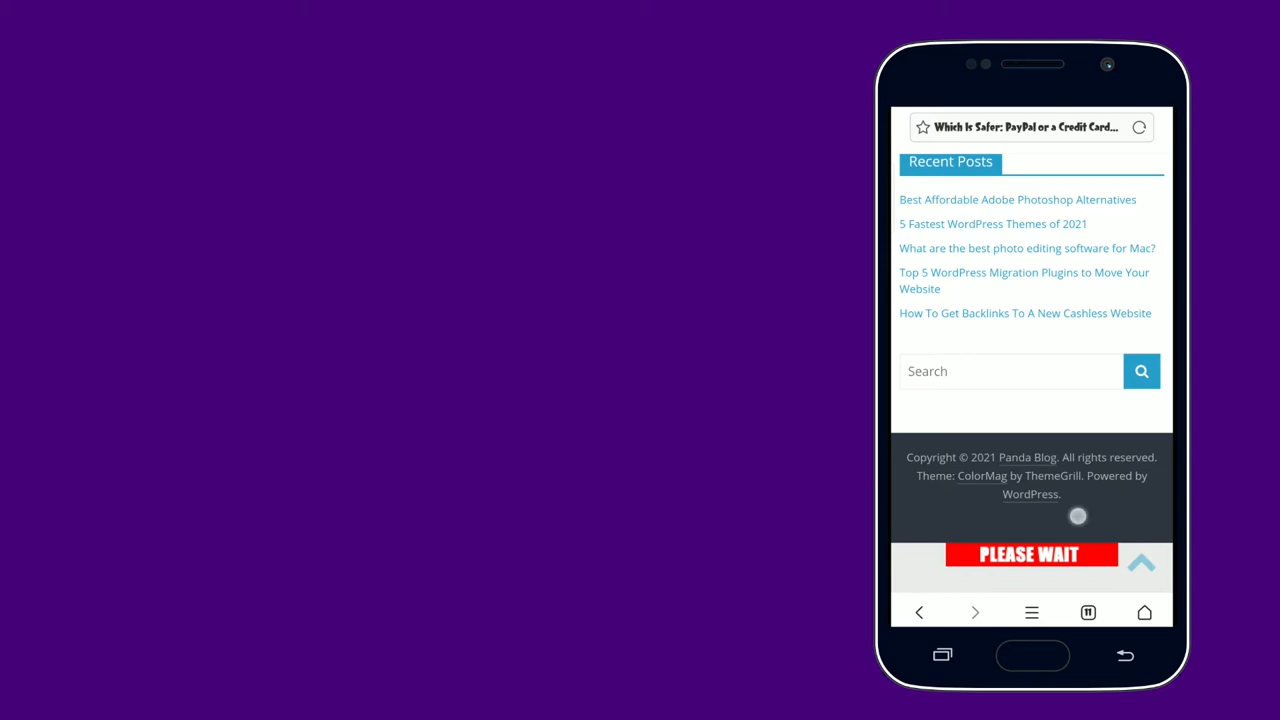 Which Is Safer: PayPal or a Credit Card...
Recent Posts
Best Affordable Adobe Photoshop Alternatives
5 Fastest WordPress Themes of 2021
What are the best photo editing software for Mac?
Top 5 WordPress Migration Plugins to Move Your
Website
How To Get Backlinks To A New Cashless Website
Search
Copyright © 2021 Panda Blog. All rights reserved.
Theme: ColorMag by ThemeGrill. Powered by
WordPress.
PLEASE WAIT
11